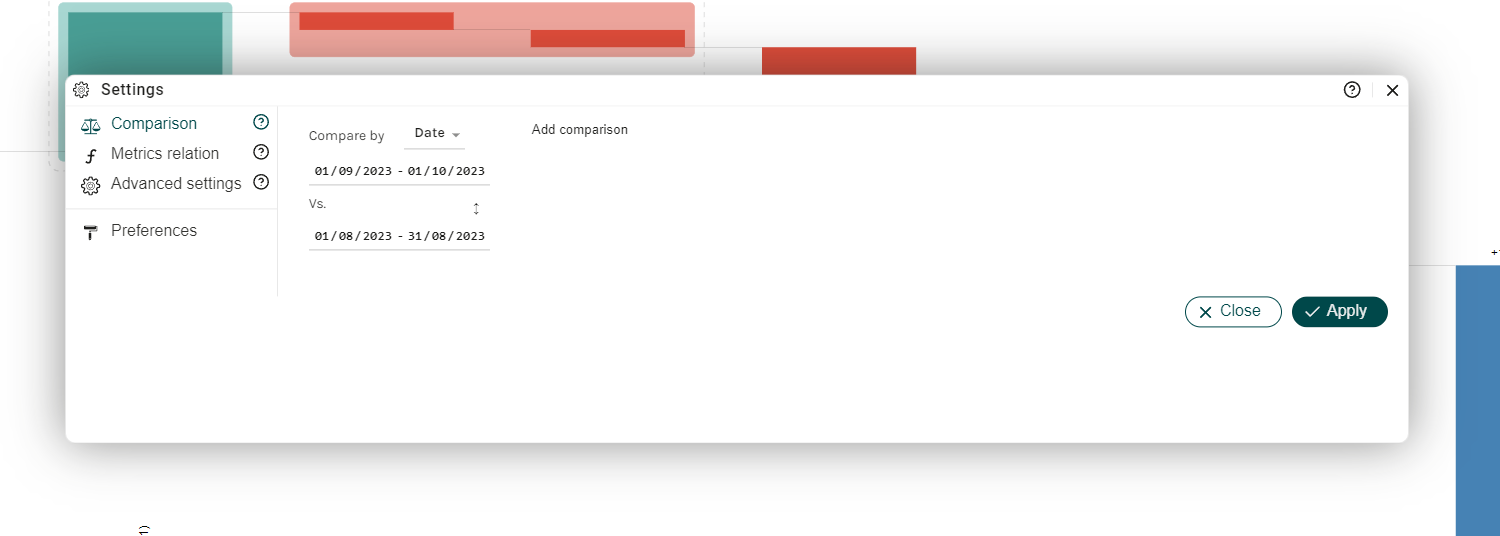 Settings
Comparison
Metrics relation
Advanced settings
Preferences
Compare by Date
Add comparison
01/09/2023 - 01/10/2023
Vs.
01/08/2023 - 31/08/2023
Close
Apply